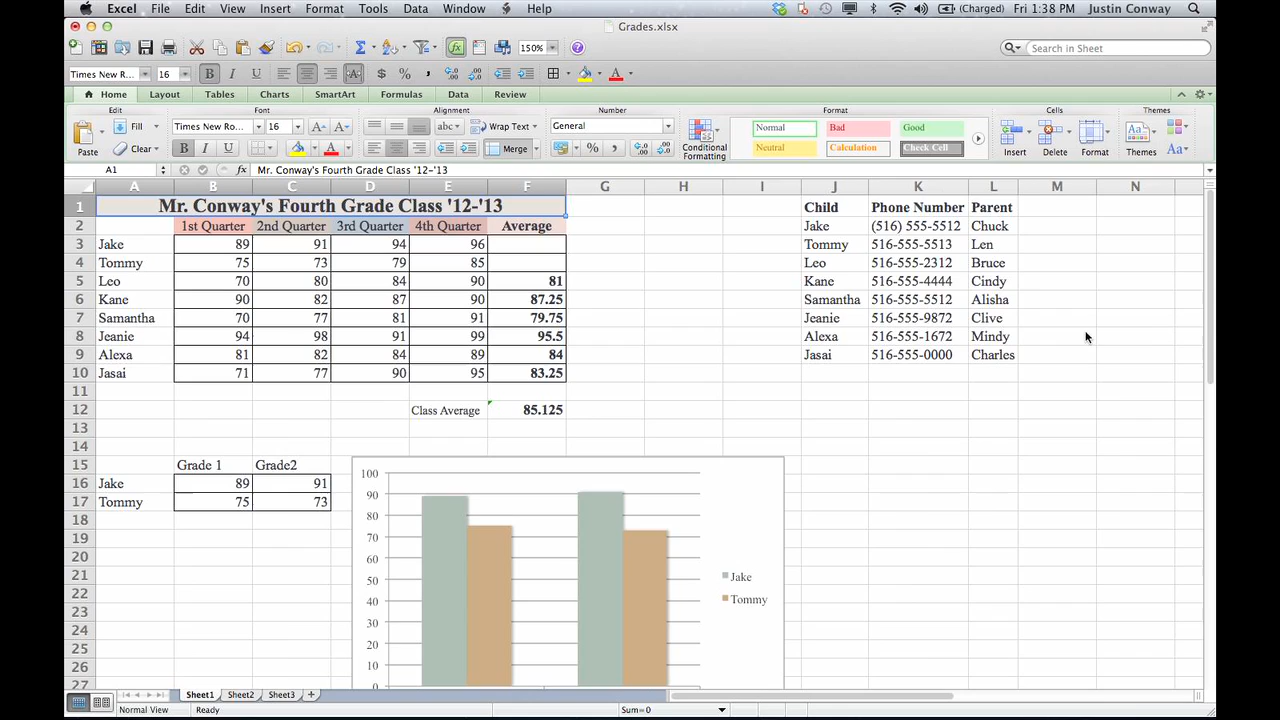 Excel File Edit View Insert Format Tools Data Window Help (Charged) Fri 1:38 PM Justin Conway
Grades.xlsx
150% Search in Sheet
Times New R... 16 B I U $ %
Home Layout Tables Charts SmartArt Formulas Data Review
Edit Font Alignment Number Format Cells Themes
Paste Fill Times New Ro... 16 A A abc Wrap Text General Conditional Formatting Normal Bad Good Insert Delete Format Themes Aa
Clear B I U A Merge % Neutral Calculation Check Cell
A1 fx Mr. Conway's Fourth Grade Class '12-'13
A B C D E F G H I J K L M N
1 Mr. Conway's Fourth Grade Class '12-'13 Child Phone Number Parent
2 1st Quarter 2nd Quarter 3rd Quarter 4th Quarter Average Jake (516) 555-5512 Chuck
3 Jake 89 91 94 96 Tommy 516-555-5513 Len
4 Tommy 75 73 79 85 Leo 516-555-2312 Bruce
5 Leo 70 80 84 90 81 Kane 516-555-4444 Cindy
6 Kane 90 82 87 90 87.25 Samantha 516-555-5512 Alisha
7 Samantha 70 77 81 91 79.75 Jeanie 516-555-9872 Clive
8 Jeanie 94 98 91 99 95.5 Alexa 516-555-1672 Mindy
9 Alexa 81 82 84 89 84 Jasai 516-555-0000 Charles
10 Jasai 71 77 90 95 83.25
11
12 Class Average 85.125
13
14
15 Grade 1 Grade2
16 Jake 89 91
17 Tommy 75 73
18
19
20
21
22
23
24
25
26
27
100
90
80
70
60
50
40
30
20
10
0
Jake
Tommy
Sheet1 Sheet2 Sheet3
Normal View Ready Sum=0